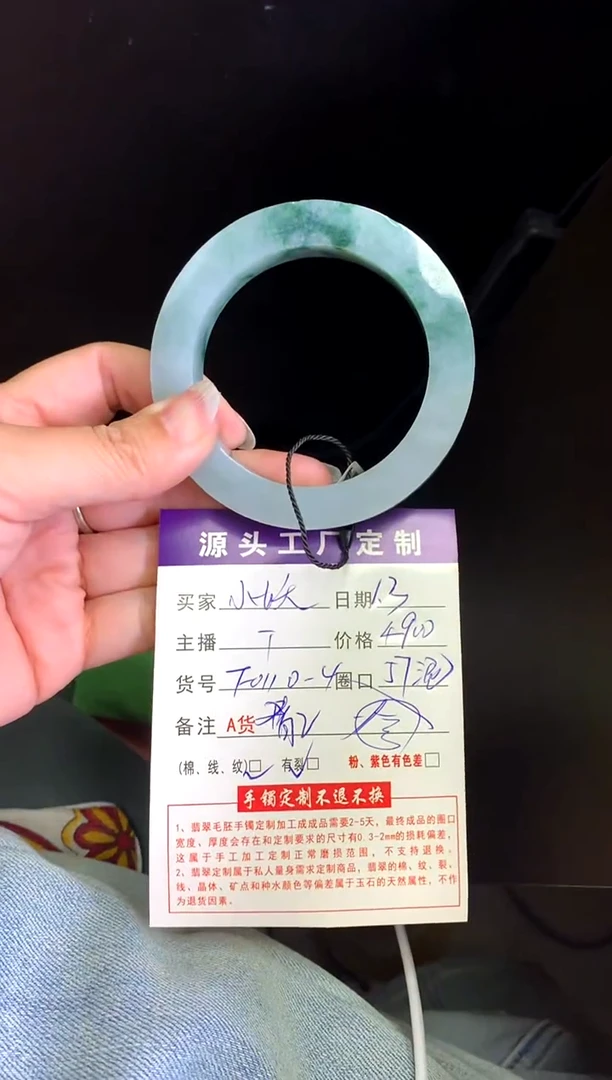 源头工厂定制
买家 小妖 日期 1.3
主播 T 价格 4900
货号 T0110-4 圈口 57
备注 A货
(棉、线、纹)□ 有裂□ 粉、紫色有色差□
手镯定制不退不换
1、翡翠毛胚手镯定制加工成成品需要2-5天，最终成品的圈口
宽度、厚度会存在和定制要求的尺寸有0.3-2mm的损耗偏差，
这属于手工加工定制正常磨损范围，不支持退换。
2、翡翠定制属于私人量身需求定制商品，翡翠的棉、纹、裂、
线、晶体、矿点和种水颜色等偏差属于玉石的天然属性，不作
为退货因素。